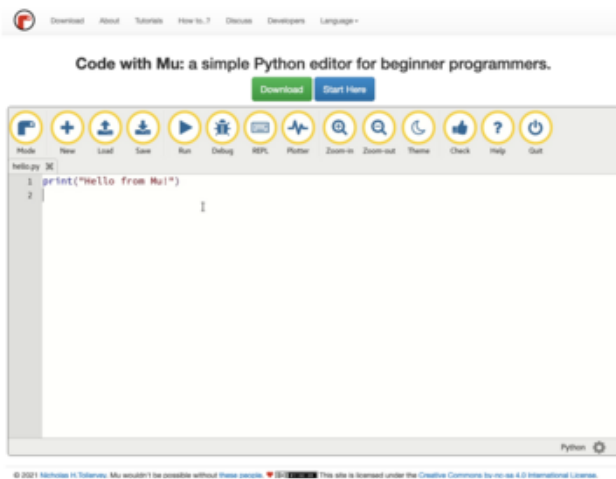 Download About Tutorials How to..? Discuss Developers Language
Code with Mu: a simple Python editor for beginner programmers.
Download Start Here
Mode New Load Save Run Debug REPL Plotter Zoom-in Zoom-out Theme Check Help Quit
hello.py
1 print("Hello from Mu!")
2
Python
© 2021 Nicholas H.Tollervey. Mu wouldn't be possible without these people. This site is licensed under the Creative Commons by-nc-sa 4.0 International License.